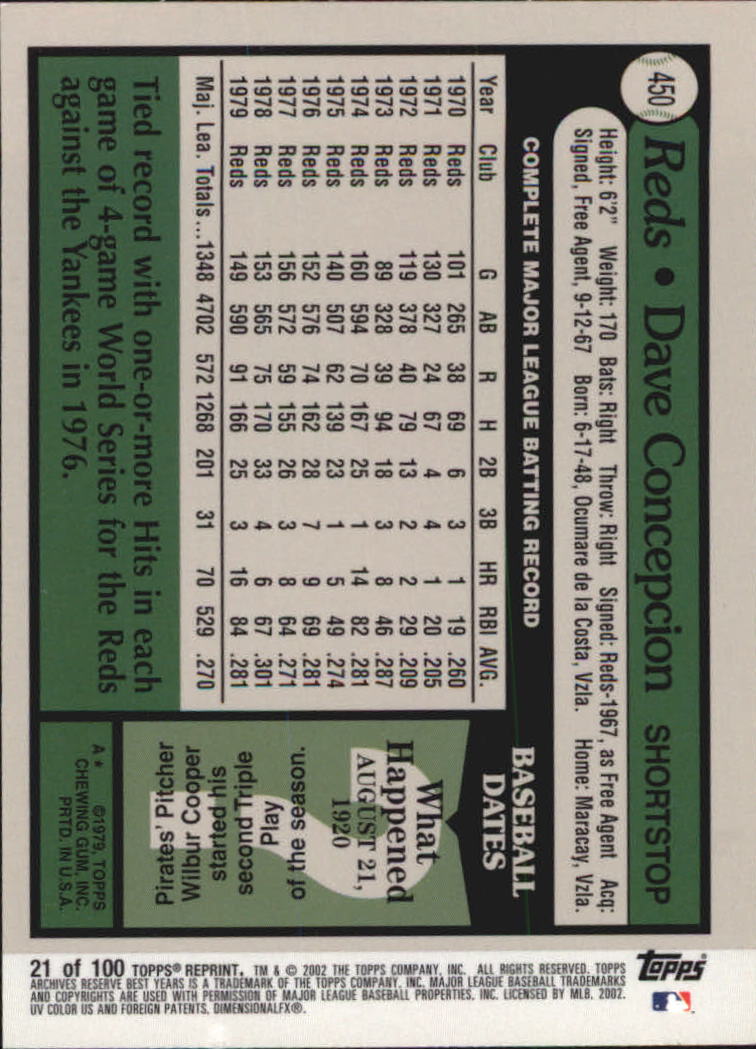 450
Reds • Dave Concepcion SHORTSTOP
Height: 6'2" Weight: 170 Bats: Right Throw: Right Signed: Reds-1967, as Free Agent Acq:
Signed, Free Agent, 9-12-67 Born: 6-17-48, Ocumare de la Costa, Vzla. Home: Maracay, Vzla.
COMPLETE MAJOR LEAGUE BATTING RECORD
Year Club G AB R H 2B 3B HR RBI AVG.
1970 Reds 101 265 38 69 6 3 1 19 .260
1971 Reds 130 327 24 67 4 4 1 20 .205
1972 Reds 119 378 40 79 13 2 2 29 .209
1973 Reds 89 328 39 94 18 3 8 46 .287
1974 Reds 160 594 70 167 25 1 14 82 .281
1975 Reds 140 507 62 139 23 1 5 49 .274
1976 Reds 152 576 74 162 28 7 9 69 .281
1977 Reds 156 572 59 155 26 3 8 64 .271
1978 Reds 153 565 75 170 33 4 6 67 .301
1979 Reds 149 590 91 166 25 3 16 84 .281
Maj. Lea. Totals...1348 4702 572 1268 201 31 70 529 .270
Tied record with one-or-more Hits in each
game of 4-game World Series for the Reds
against the Yankees in 1976.
BASEBALL
DATES
What
Happened
AUGUST 21,
1920
?
Pirates' Pitcher
Wilbur Cooper
started his
second Triple
Play
of the season.
A* ©1979, TOPPS
CHEWING GUM, INC.
PRTD. IN U.S.A.
21 of 100 TOPPS® REPRINT. TM & © 2002 THE TOPPS COMPANY, INC. ALL RIGHTS RESERVED. TOPPS
ARCHIVES RESERVE BEST YEARS IS A TRADEMARK OF THE TOPPS COMPANY, INC. MAJOR LEAGUE BASEBALL TRADEMARKS
AND COPYRIGHTS ARE USED WITH PERMISSION OF MAJOR LEAGUE BASEBALL PROPERTIES, INC. LICENSED BY MLB, 2002.
UV COLOR US AND FOREIGN PATENTS. DIMENSIONALFX®.
topps